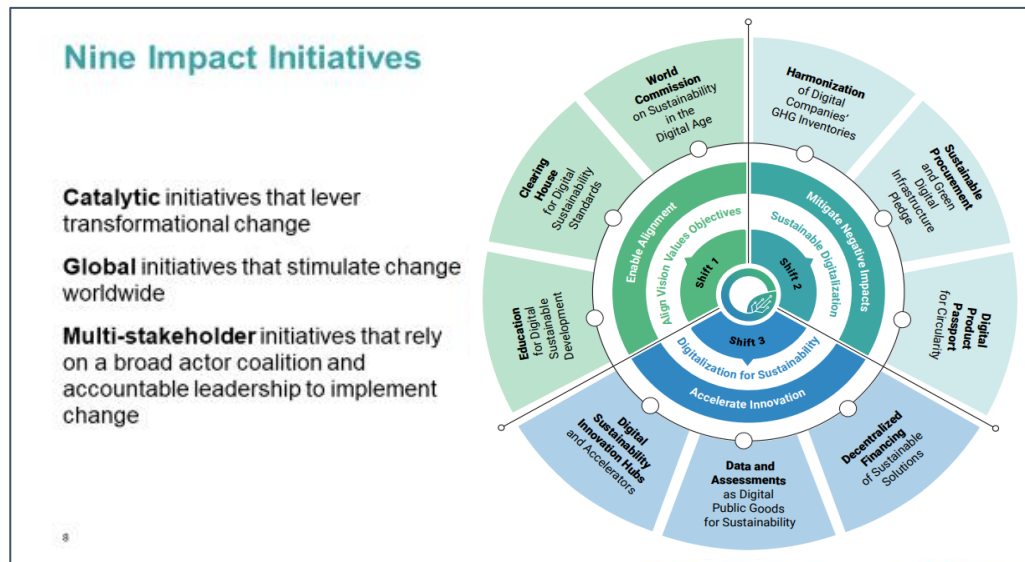 Nine Impact Initiatives
Catalytic initiatives that lever
transformational change
Global initiatives that stimulate change
worldwide
Multi-stakeholder initiatives that rely
on a broad actor coalition and
accountable leadership to implement
change
World
Commission
on Sustainability
in the
Digital Age
Clearing
House
for Digital
Sustainability
Standards
Education
for Digital
Sustainable
Development
Enable Alignment
Align Vision Values Objectives
Shift 1
Harmonization
of Digital
Companies'
GHG Inventories
Sustainable
Procurement
and Green
Digital
Infrastructure
Pledge
Digital
Product
Passport
for Circularity
Mitigate Negative Impacts
Sustainable Digitalization
Shift 2
Shift 3
Digitalization for Sustainability
Accelerate Innovation
Digital
Sustainability
Innovation Hubs
and Accelerators
Data and
Assessments
as Digital
Public Goods
for Sustainability
Decentralized
Financing
of Sustainable
Solutions